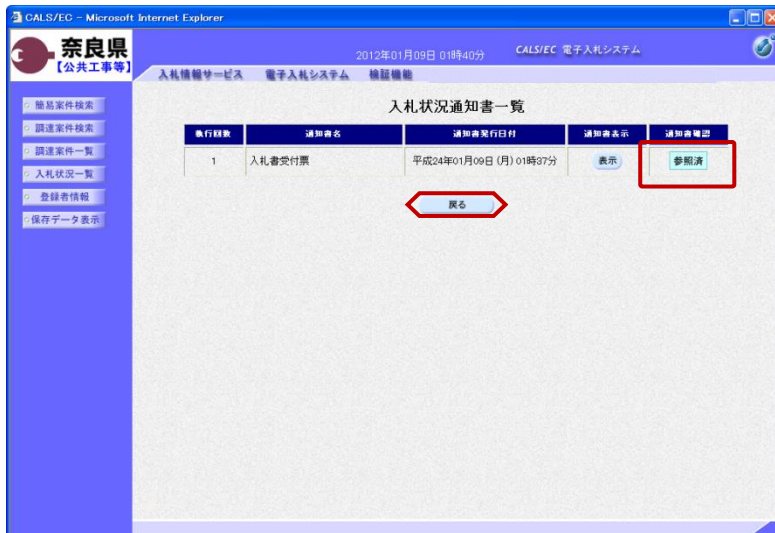 CALS/EC - Microsoft Internet Explorer
奈良県
【公共工事等】
2012年01月09日 01時40分
CALS/EC 電子入札システム
入札情報サービス 電子入札システム 検証機能
簡易案件検索
調達案件検索
調達案件一覧
入札状況一覧
登録者情報
保存データ表示
入札状況通知書一覧
執行回数 通知書名 通知書発行日付 通知書表示 通知書確認
1 入札書受付票 平成24年01月09日 (月) 01時37分 表示 参照済
戻る